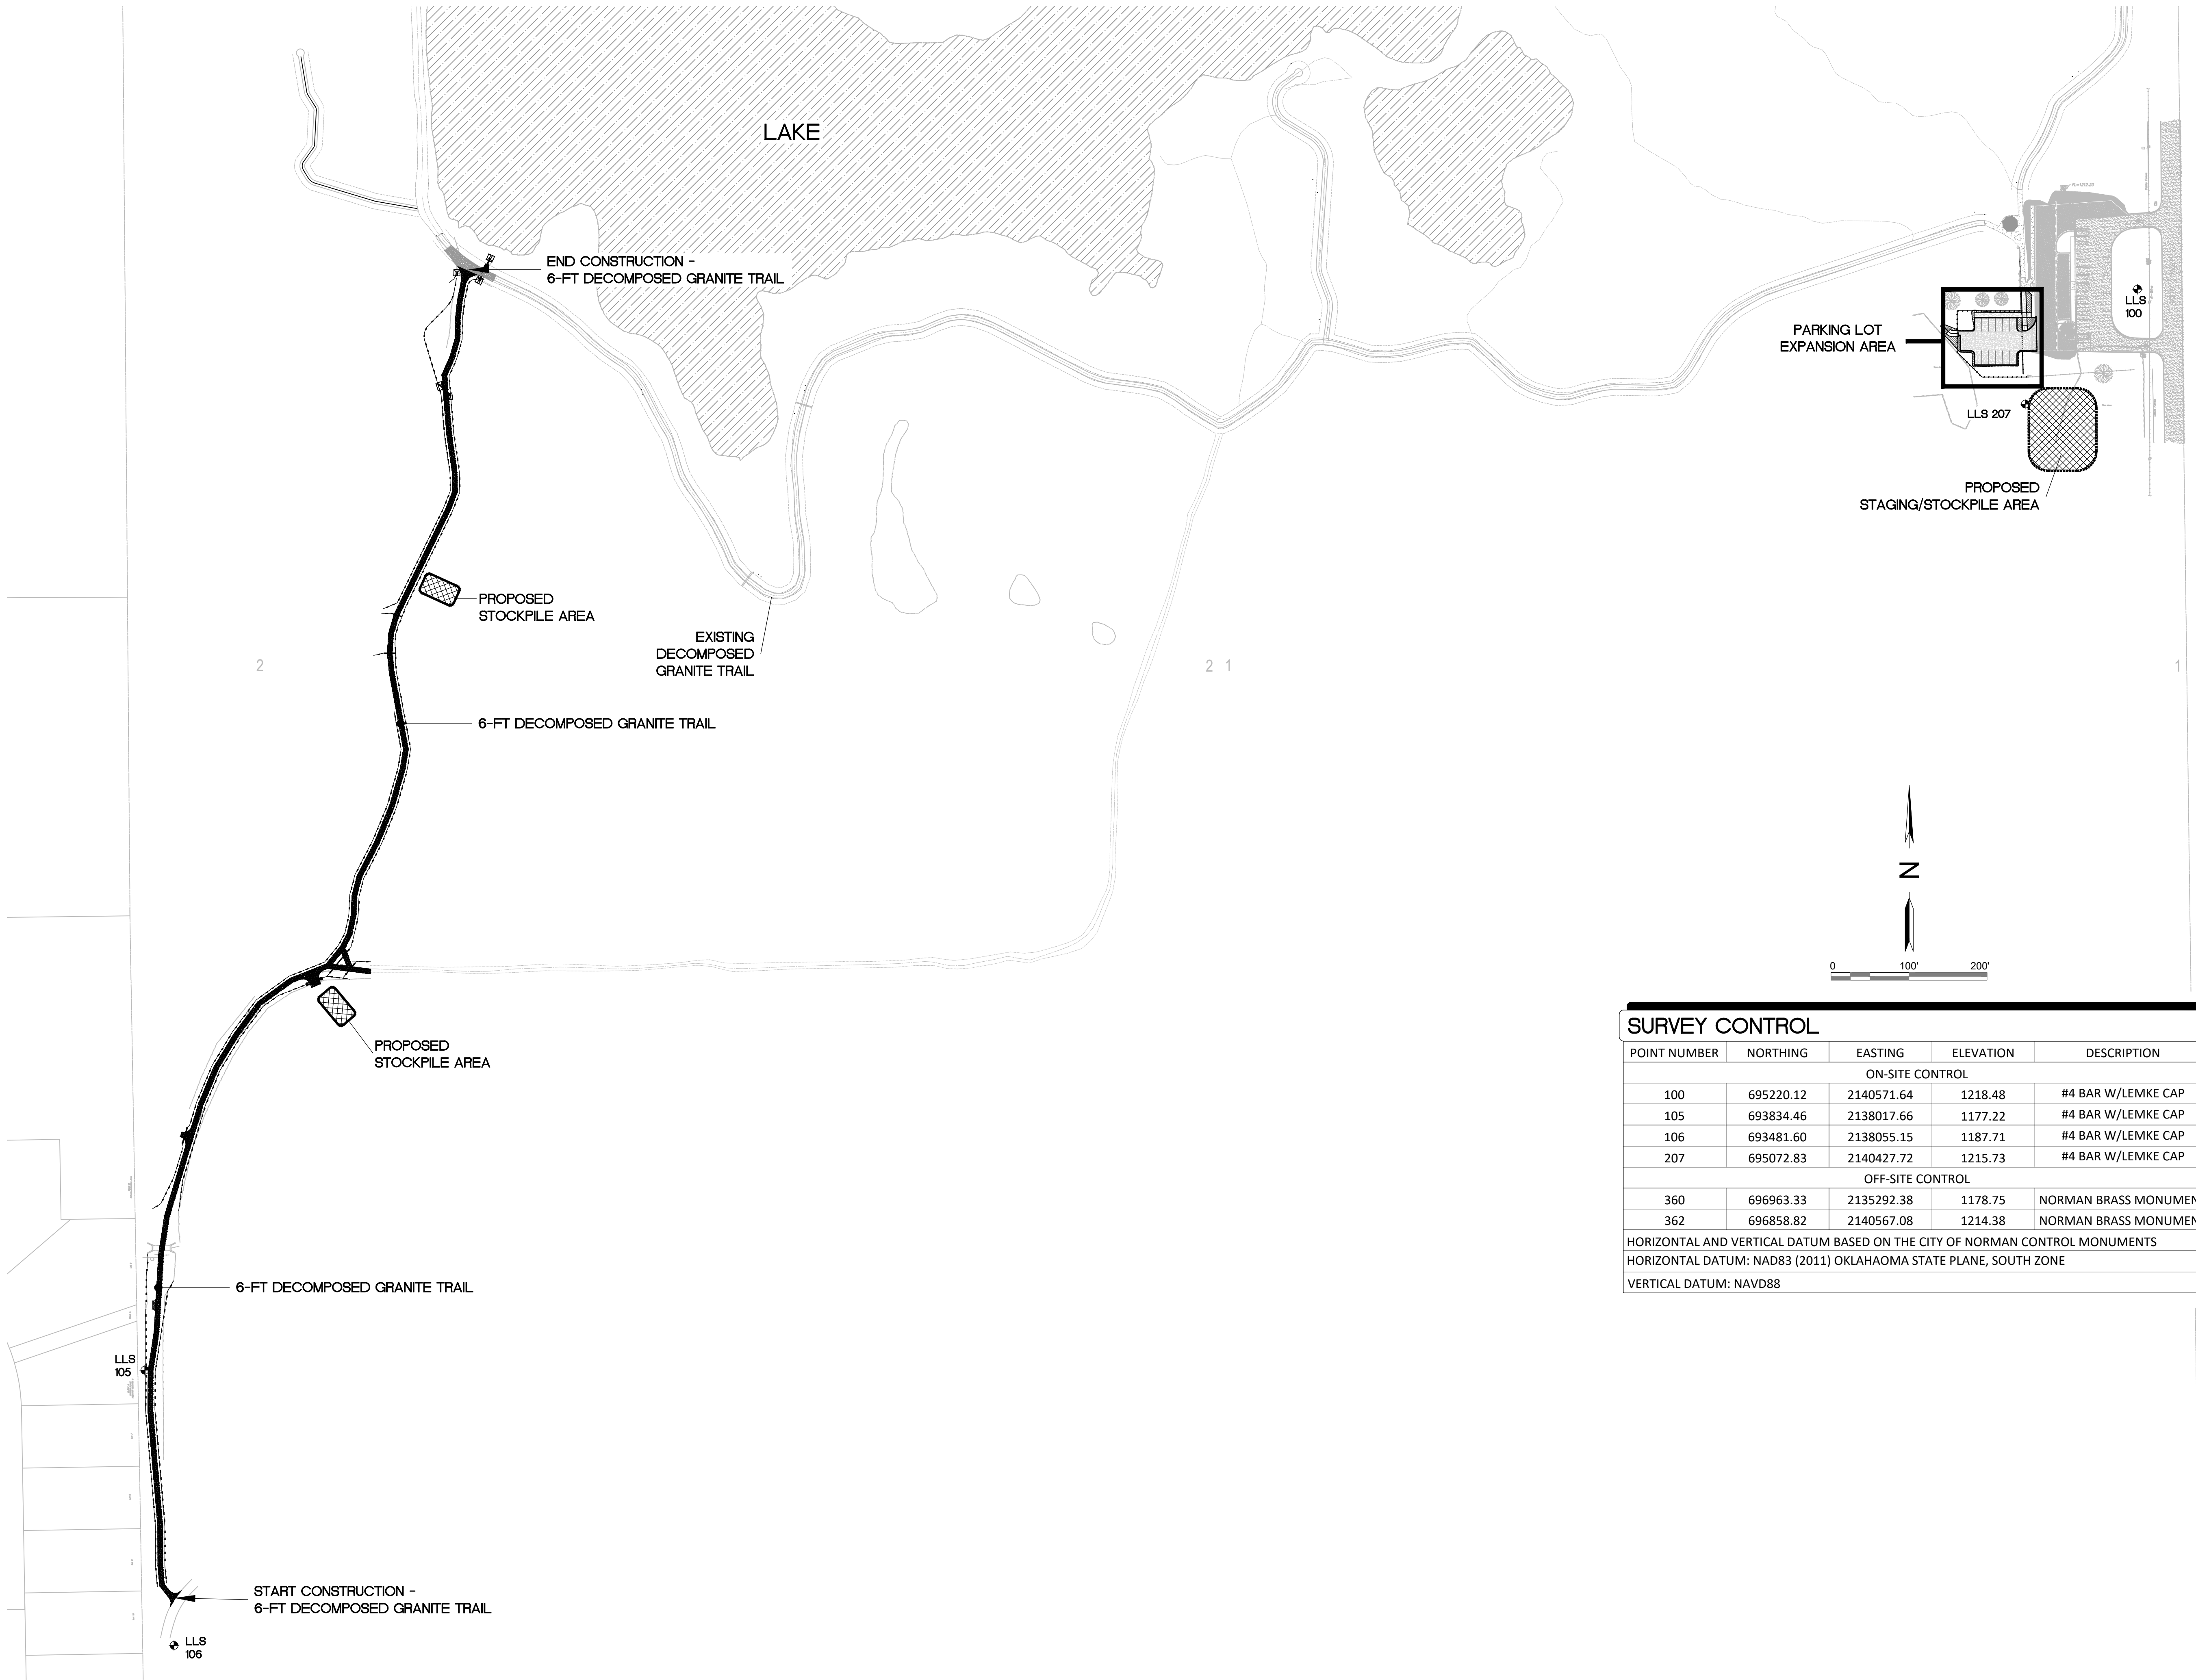 LAKE
END CONSTRUCTION -
6-FT DECOMPOSED GRANITE TRAIL
LLS
100
PARKING LOT
EXPANSION AREA
LLS 207
PROPOSED
STAGING/STOCKPILE AREA
PROPOSED
STOCKPILE AREA
EXISTING
DECOMPOSED
GRANITE TRAIL
2
2 1
1
6-FT DECOMPOSED GRANITE TRAIL
N
0 100' 200'
PROPOSED
STOCKPILE AREA
SURVEY CONTROL
POINT NUMBER NORTHING EASTING ELEVATION DESCRIPTION
ON-SITE CONTROL
100 695220.12 2140571.64 1218.48 #4 BAR W/LEMKE CAP
105 693834.46 2138017.66 1177.22 #4 BAR W/LEMKE CAP
106 693481.60 2138055.15 1187.71 #4 BAR W/LEMKE CAP
207 695072.83 2140427.72 1215.73 #4 BAR W/LEMKE CAP
OFF-SITE CONTROL
360 696963.33 2135292.38 1178.75 NORMAN BRASS MONUMEN
362 696858.82 2140567.08 1214.38 NORMAN BRASS MONUMEN
HORIZONTAL AND VERTICAL DATUM BASED ON THE CITY OF NORMAN CONTROL MONUMENTS
HORIZONTAL DATUM: NAD83 (2011) OKLAHAOMA STATE PLANE, SOUTH ZONE
VERTICAL DATUM: NAVD88
6-FT DECOMPOSED GRANITE TRAIL
LLS
105
START CONSTRUCTION -
6-FT DECOMPOSED GRANITE TRAIL
LLS
106